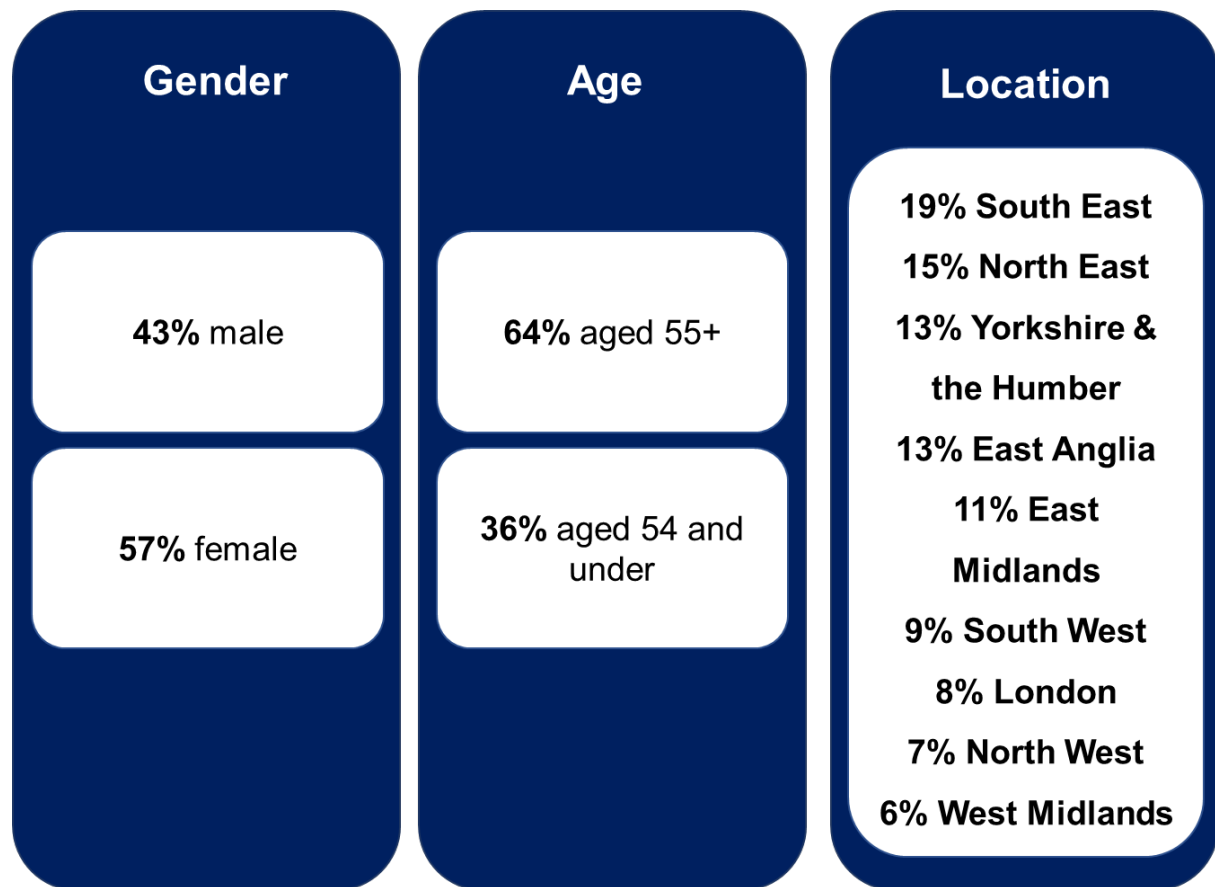 Gender
43% male
57% female
Age
64% aged 55+
36% aged 54 and
under
Location
19% South East
15% North East
13% Yorkshire &
the Humber
13% East Anglia
11% East
Midlands
9% South West
8% London
7% North West
6% West Midlands